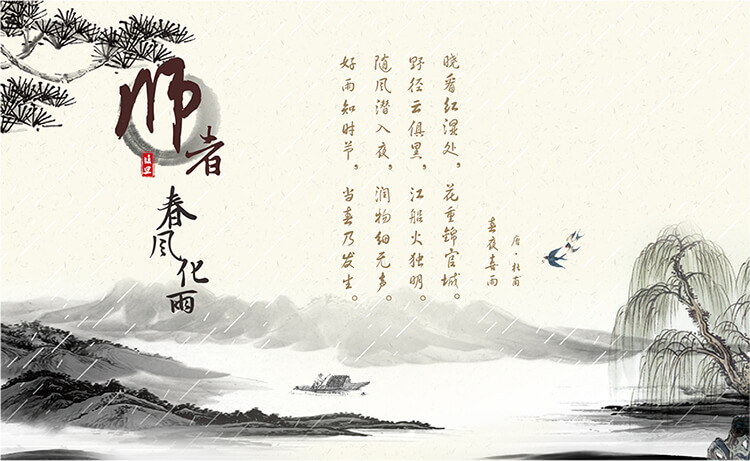 师者
春风化雨
好雨知时节，当春乃发生。
随风潜入夜，润物细无声。
野径云俱黑，江船火独明。
晓看红湿处，花重錦官城。
春夜喜雨
唐·杜甫